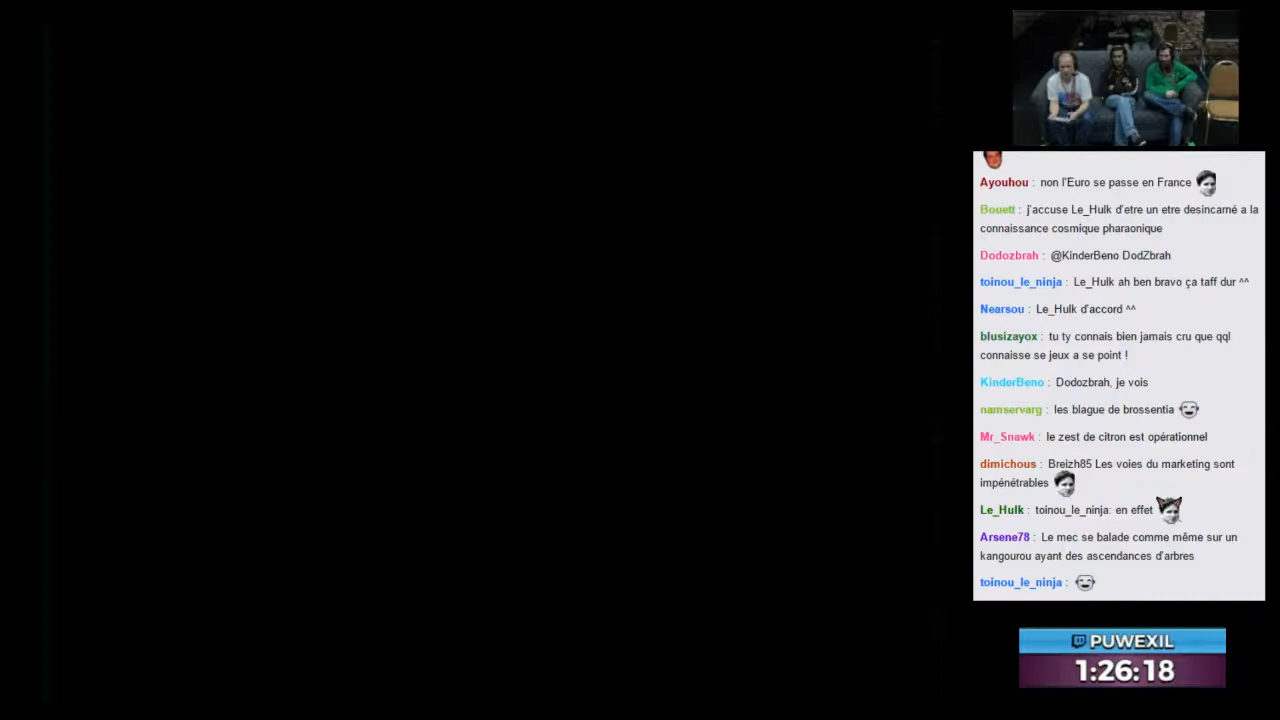 Ayouhou : non l'Euro se passe en France
Bouett : j'accuse Le_Hulk d'etre un etre desincarné a la
connaissance cosmique pharaonique
Dodozbrah : @KinderBeno DodZbrah
toinou_le_ninja : Le_Hulk ah ben bravo ça taff dur ^^
Nearsou : Le_Hulk d'accord ^^
blusizayox : tu ty connais bien jamais cru que qql
connaisse se jeux a se point !
KinderBeno : Dodozbrah, je vois
namservarg : les blague de brossentia
Mr_Snawk : le zest de citron est opérationnel
dimichous : Breizh85 Les voies du marketing sont
impénétrables
Le_Hulk : toinou_le_ninja: en effet
Arsene78 : Le mec se balade comme même sur un
kangourou ayant des ascendances d'arbres
toinou_le_ninja :
PUWEXIL
1:26:18